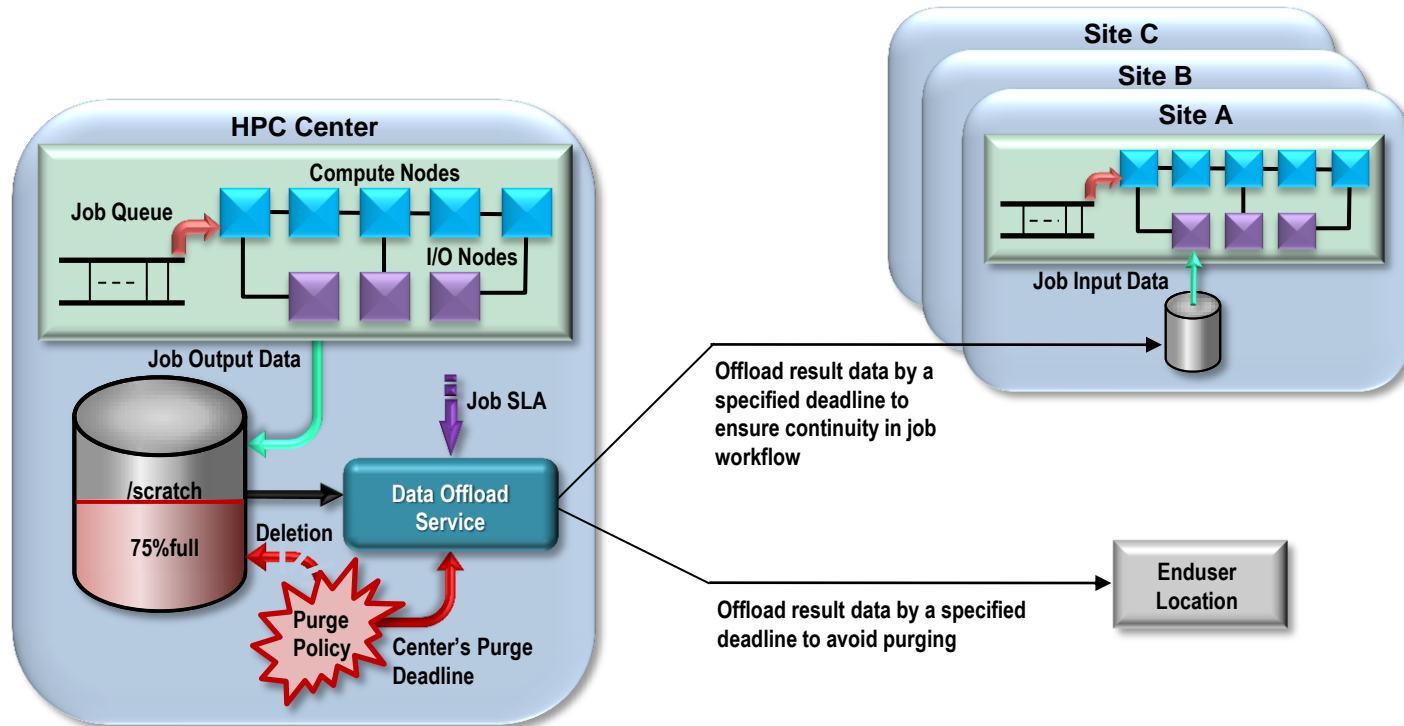 Site C
Site B
Site A
Job Input Data
HPC Center
Compute Nodes
Job Queue
I/O Nodes
Job Output Data
Job SLA
/scratch
75%full
Data Offload
Service
Deletion
Purge
Policy
Center’s Purge
Deadline
Offload result data by a
specified deadline to
ensure continuity in job
workflow
Offload result data by a specified
deadline to avoid purging
Enduser
Location